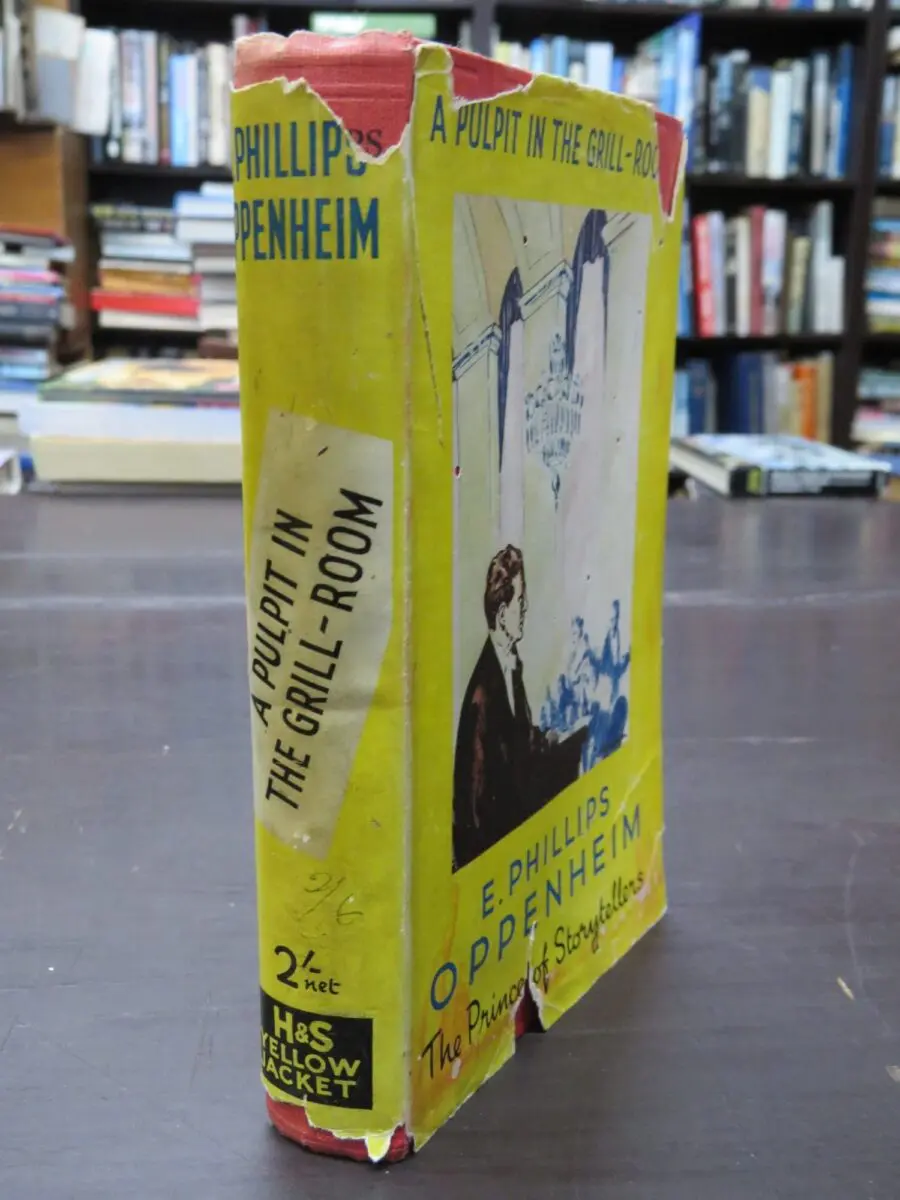 PHILLIPS
PPENHEIM
A PULPIT IN
THE GRILL-ROOM
2/6
2/-
net
H&S
YELLOW
JACKET
A PULPIT IN THE GRILL-ROO
E. PHILLIPS
OPPENHEIM
The Prince of Storytellers